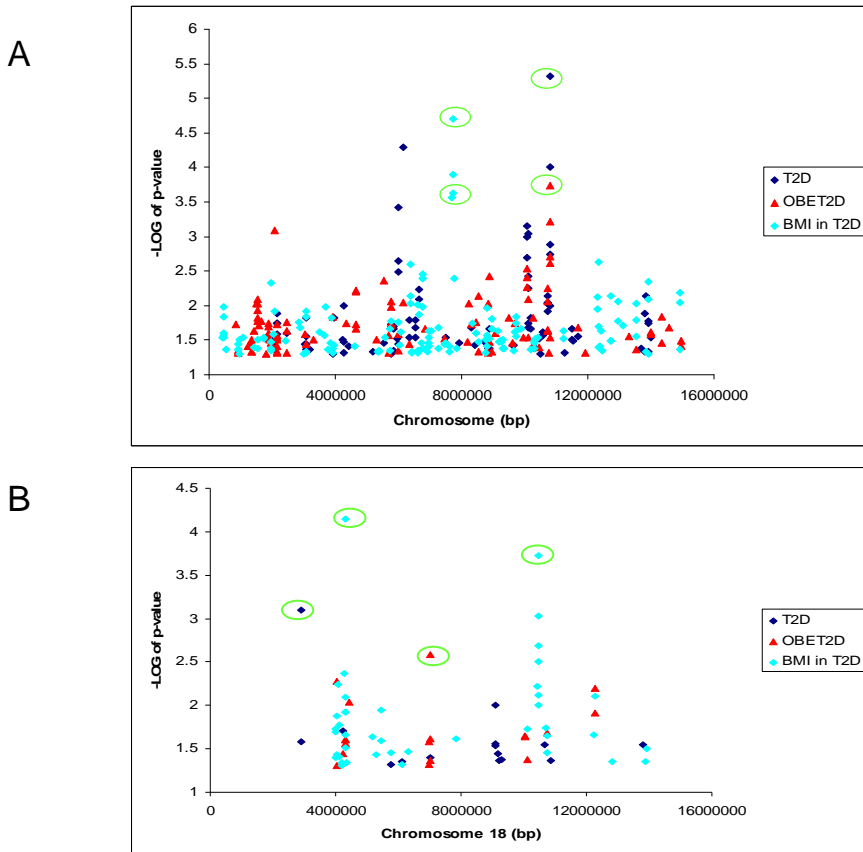 A
-LOG of p-value
6
5.5
5
4.5
4
3.5
3
2.5
2
1.5
1
0 4000000 8000000 12000000 16000000
Chromosome (bp)
T2D
OBET2D
BMI in T2D
B
-LOG of p-value
4.5
4
3.5
3
2.5
2
1.5
1
0 4000000 8000000 12000000 16000000
Chromosome 18 (bp)
T2D
OBET2D
BMI in T2D